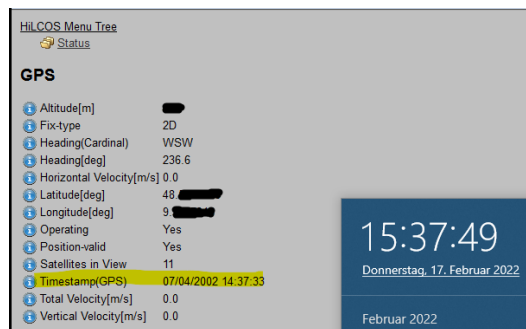 HiLCOS Menu Tree
Status
GPS
Altitude[m]
Fix-type 2D
Heading(Cardinal) WSW
Heading[deg] 236.6
Horizontal Velocity[m/s] 0.0
Latitude[deg] 48.
Longitude[deg] 9.
Operating Yes
Position-valid Yes
Satellites in View 11
Timestamp(GPS) 07/04/2002 14:37:33
Total Velocity[m/s] 0.0
Vertical Velocity[m/s] 0.0
15:37:49
Donnerstag, 17. Februar 2022
Februar 2022